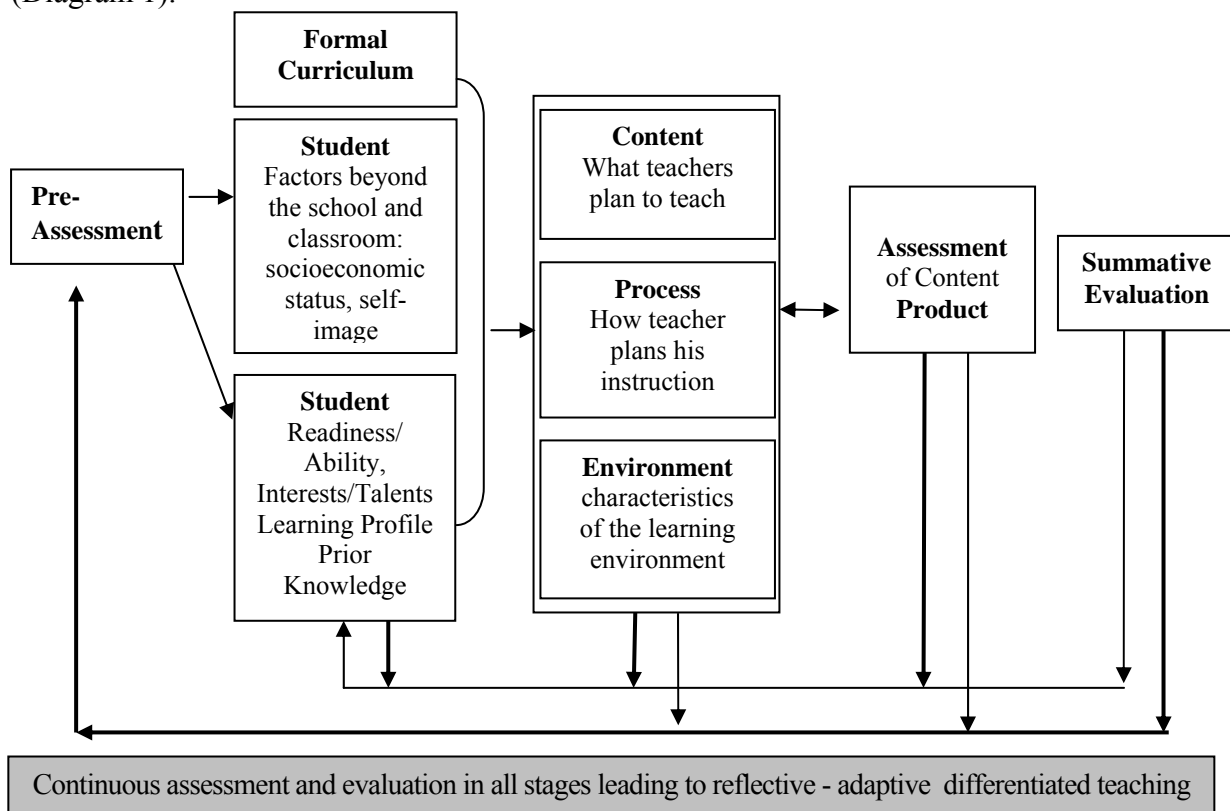 (Diagram 1).
Formal
Curriculum
Student
Factors beyond
the school and
classroom:
socioeconomic
status, self-
image
Pre-
Assessment
Student
Readiness/
Ability,
Interests/Talents
Learning Profile
Prior
Knowledge
Content
What teachers
plan to teach
Process
How teacher
plans his
instruction
Environment
characteristics
of the learning
environment
Assessment
of Content
Product
Summative
Evaluation
Continuous assessment and evaluation in all stages leading to reflective - adaptive differentiated teaching